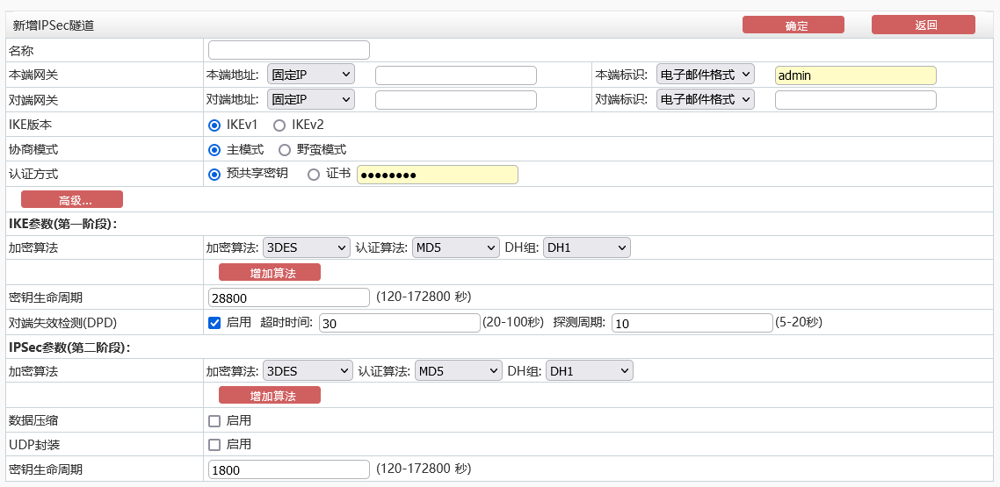 新增IPSec隧道 确定 返回
名称
本端网关 本端地址: 固定IP 本端标识: 电子邮件格式 admin
对端网关 对端地址: 固定IP 对端标识: 电子邮件格式
IKE版本 IKEv1 IKEv2
协商模式 主模式 野蛮模式
认证方式 预共享密钥 证书 ●●●●●●●●
高级...
IKE参数(第一阶段):
加密算法 加密算法: 3DES 认证算法: MD5 DH组: DH1
增加算法
密钥生命周期 28800 (120-172800 秒)
对端失效检测(DPD) 启用 超时时间: 30 (20-100秒) 探测周期: 10 (5-20秒)
IPSec参数(第二阶段):
加密算法 加密算法: 3DES 认证算法: MD5 DH组: DH1
增加算法
数据压缩 启用
UDP封装 启用
密钥生命周期 1800 (120-172800 秒)